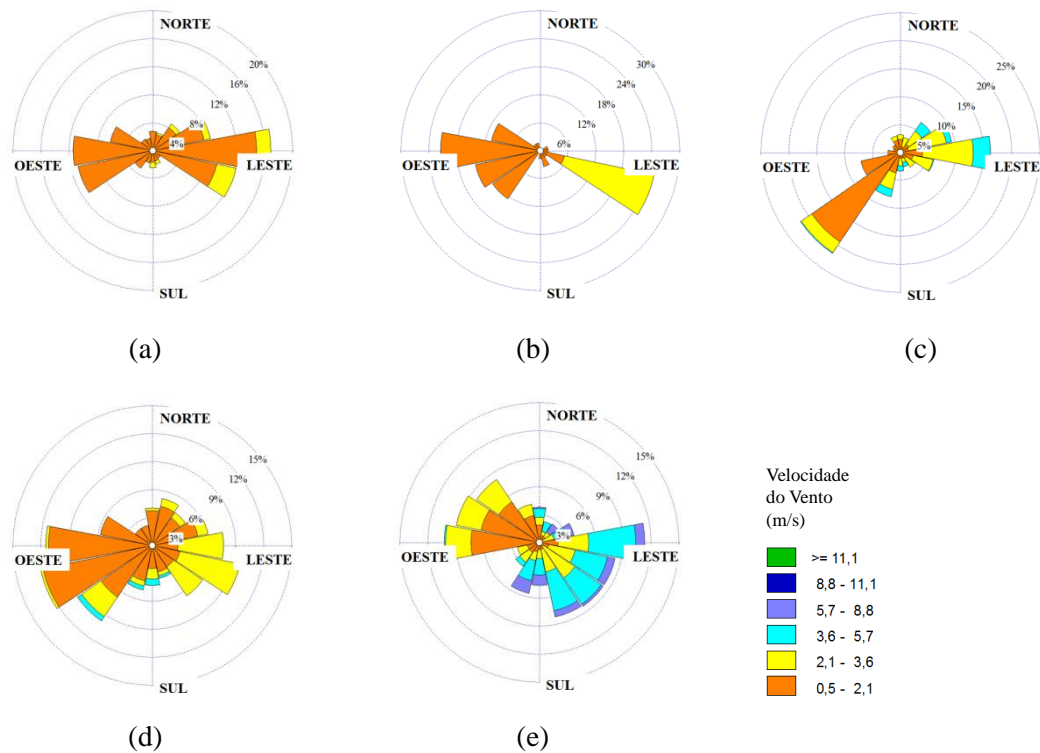 NORTE
20%
16%
12%
8%
4%
OESTE
LESTE
SUL
(a)
NORTE
30%
24%
18%
12%
6%
OESTE
LESTE
SUL
(b)
NORTE
25%
20%
15%
10%
5%
OESTE
LESTE
SUL
(c)
NORTE
15%
12%
9%
6%
3%
OESTE
LESTE
SUL
(d)
NORTE
15%
12%
9%
6%
3%
OESTE
LESTE
SUL
(e)
Velocidade
do Vento
(m/s)
>= 11,1
8,8 - 11,1
5,7 - 8,8
3,6 - 5,7
2,1 - 3,6
0,5 - 2,1